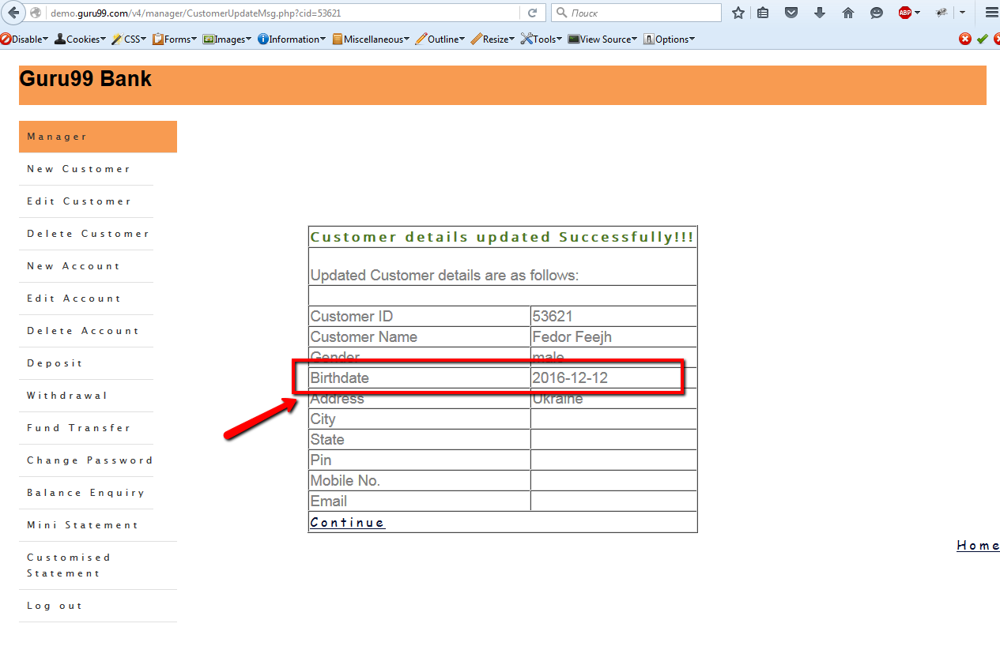 demo.guru99.com/v4/manager/CustomerUpdateMsg.php?cid=53621
Поиск
ABP
Disable Cookies CSS Forms Images Information Miscellaneous Outline Resize Tools View Source Options
Guru99 Bank
Manager
New Customer
Edit Customer
Delete Customer
New Account
Edit Account
Delete Account
Deposit
Withdrawal
Fund Transfer
Change Password
Balance Enquiry
Mini Statement
Customised
Statement
Log out
Customer details updated Successfully!!!
Updated Customer details are as follows:
Customer ID 53621
Customer Name Fedor Feejh
Gender male
Birthdate 2016-12-12
Address Ukraine
City
State
Pin
Mobile No.
Email
Continue
Home